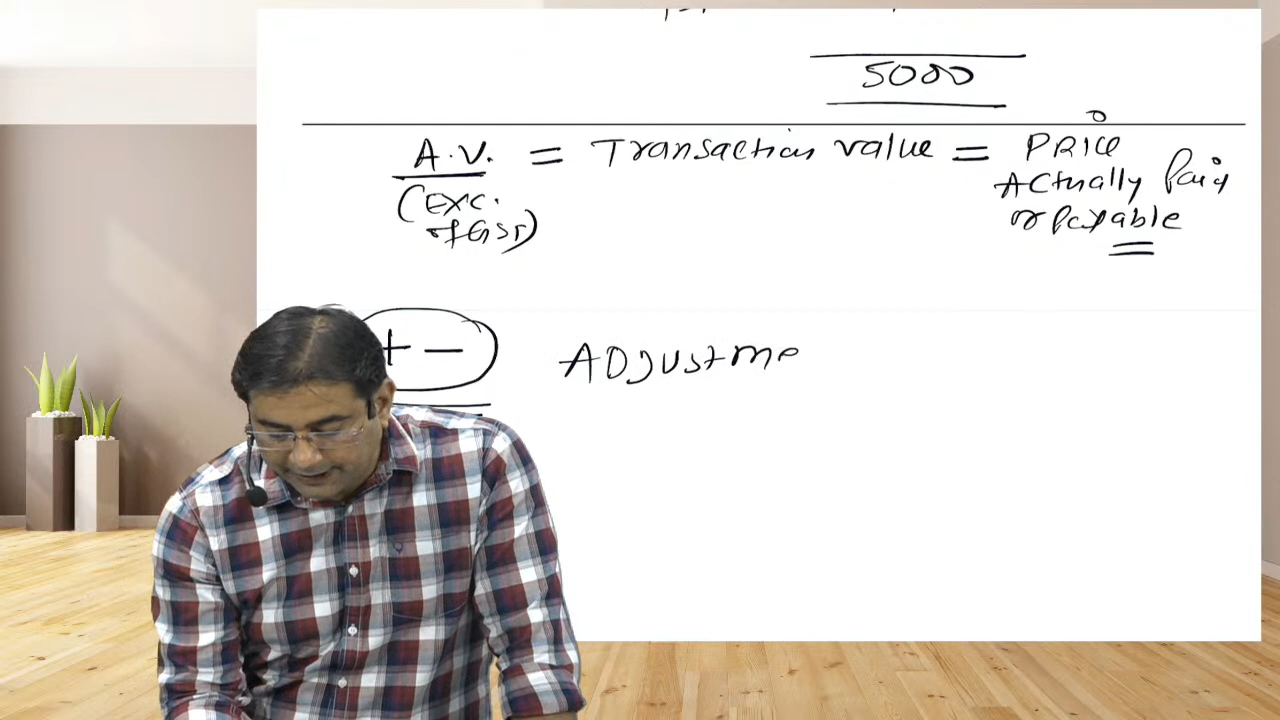 5000
A.V. = Transaction value = PRICE
(exc. Actually Paid
of GST) or Payable
+ - ADJUSTME